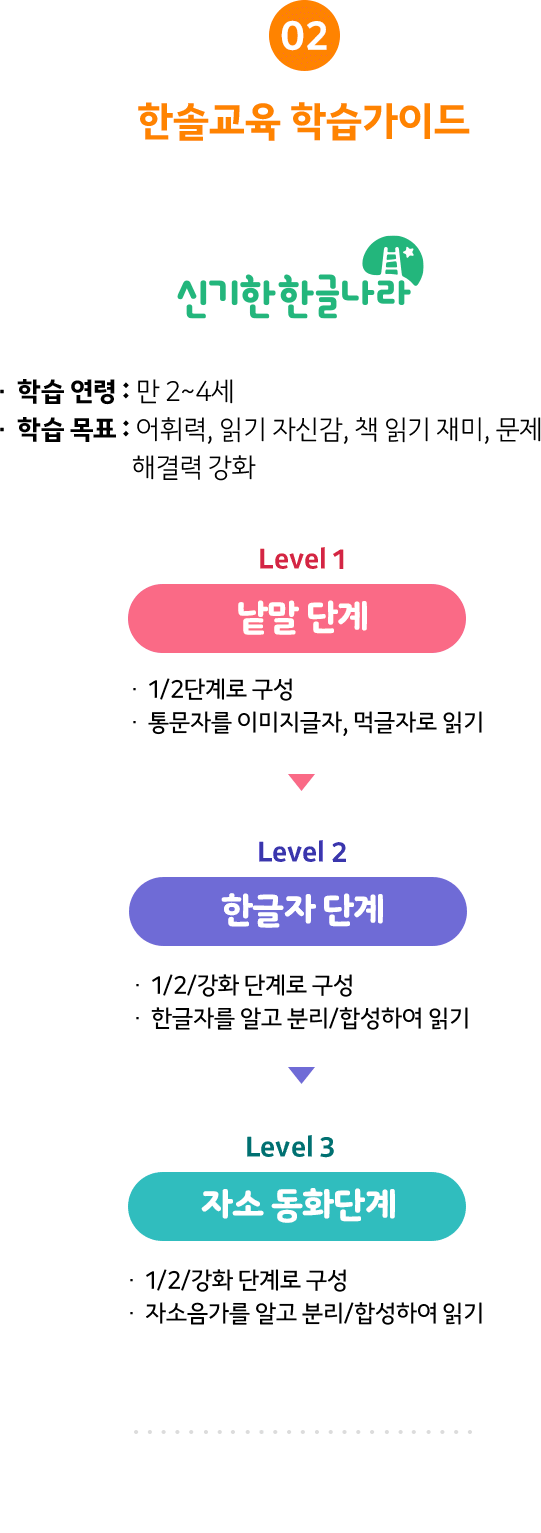 02
한솔교육 학습가이드
신기한한글나라
· 학습 연령 : 만 2~4세
· 학습 목표 : 어휘력, 읽기 자신감, 책 읽기 재미, 문제
해결력 강화
Level 1
낱말 단계
· 1/2단계로 구성
· 통문자를 이미지글자, 먹글자로 읽기
Level 2
한글자 단계
· 1/2/강화 단계로 구성
· 한글자를 알고 분리/합성하여 읽기
Level 3
자소 동화단계
· 1/2/강화 단계로 구성
· 자소음가를 알고 분리/합성하여 읽기